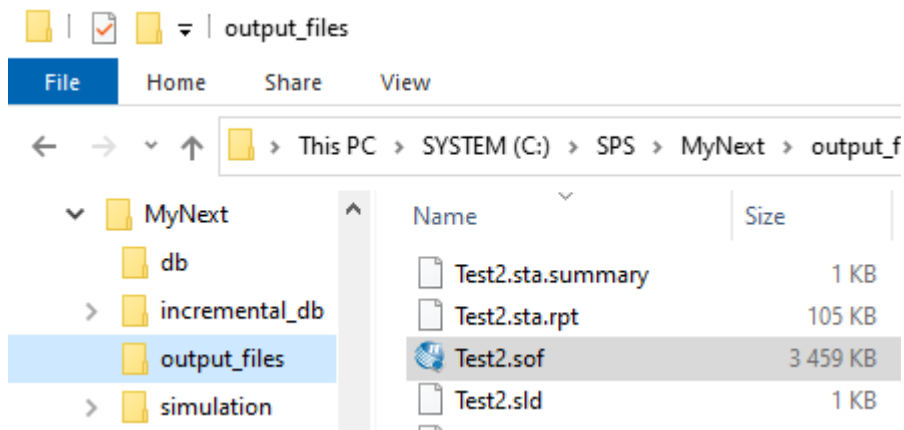 output_files
File Home Share View
This PC > SYSTEM (C:) > SPS > MyNext > output_f
MyNext
db
incremental_db
output_files
simulation
Name Size
Test2.sta.summary 1 KB
Test2.sta.rpt 105 KB
Test2.sof 3 459 KB
Test2.sld 1 KB